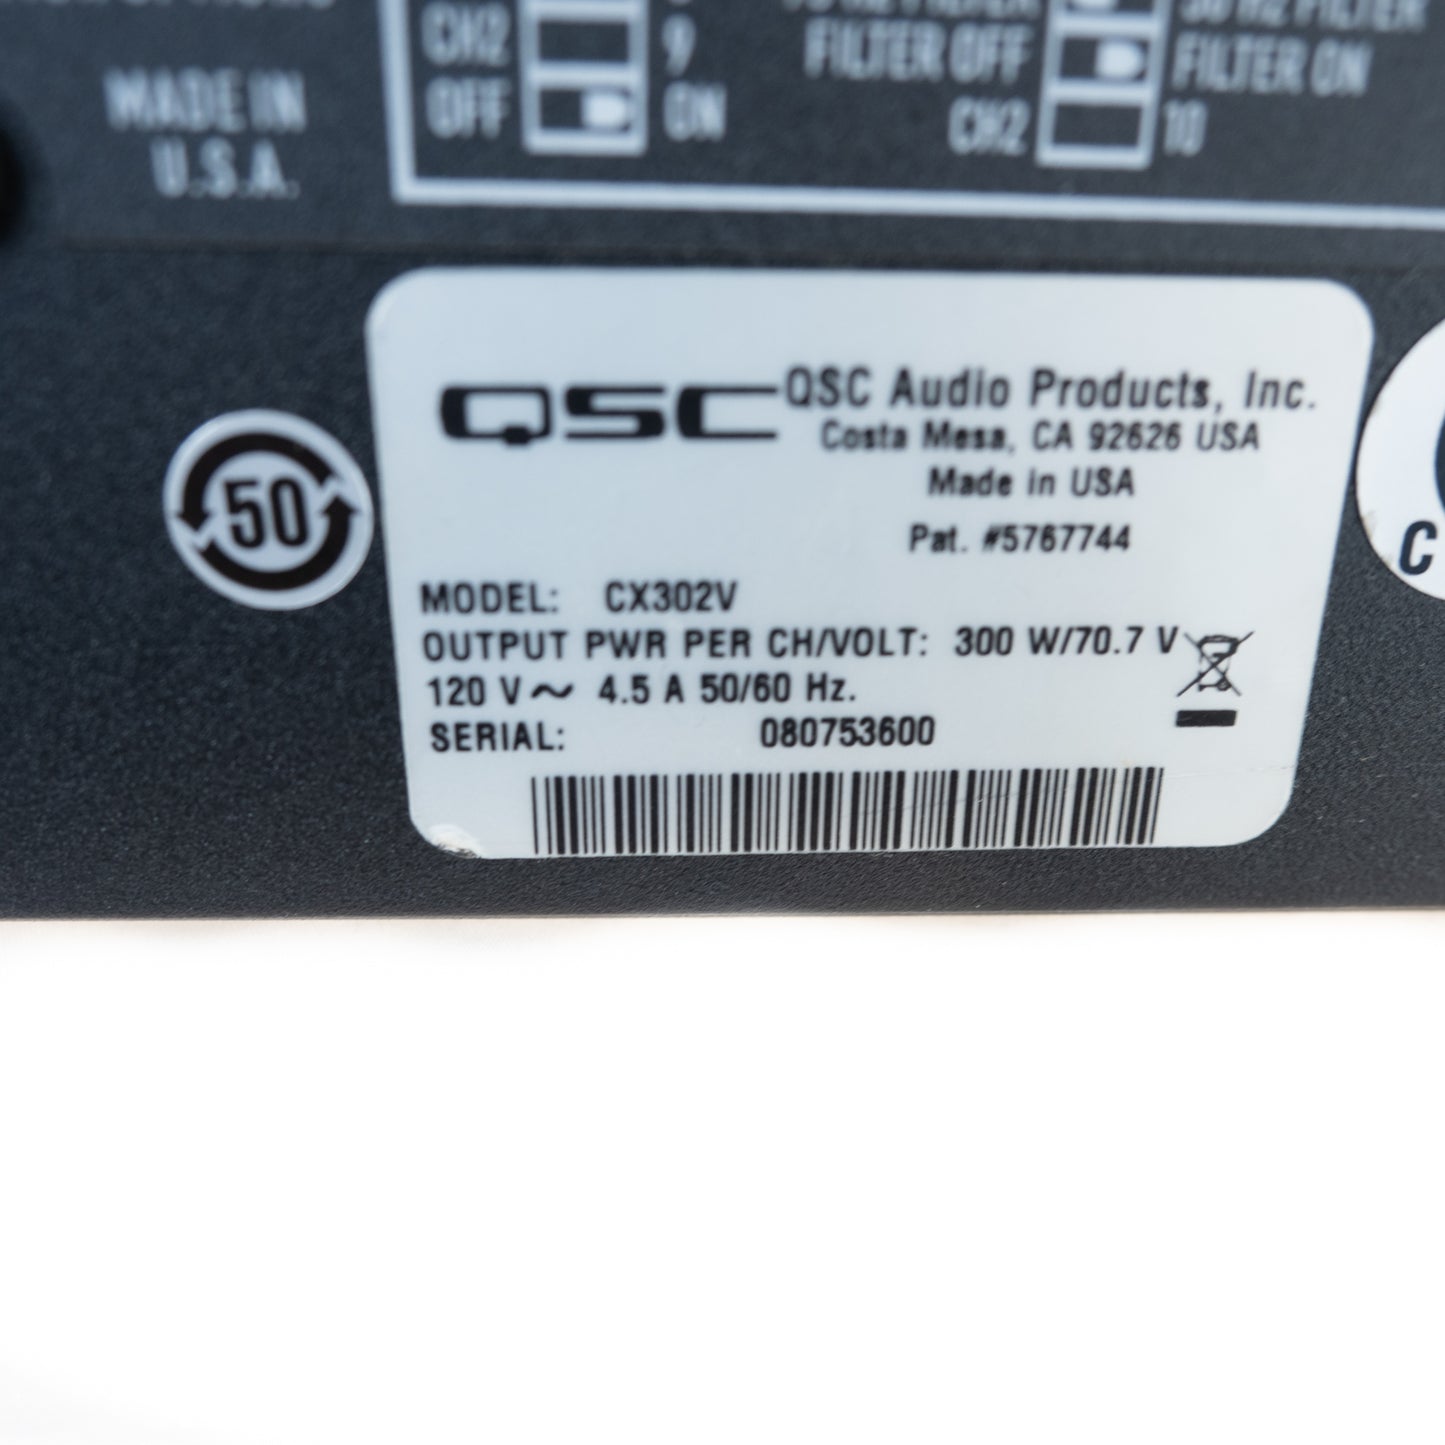 CH2 9
OFF ON
FILTER OFF FILTER ON
CH2 10
MADE IN
U.S.A.
50
QSC
QSC Audio Products, Inc.
Costa Mesa, CA 92626 USA
Made in USA
Pat. #5767744
MODEL: CX302V
OUTPUT PWR PER CH/VOLT: 300 W/70.7 V
120 V ~ 4.5 A 50/60 Hz.
SERIAL: 080753600
C